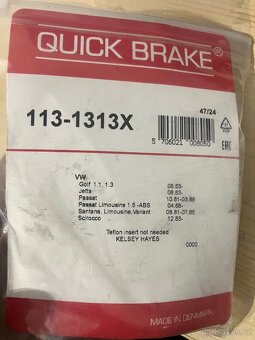 QUICK BRAKE®
47/24
113-1313X
5 706021 008050
VW
Golf 1.1, 1.3 08.83-
Jetta 08.83-
Passat 10.81-03.88
Passat Limousine 1.6 -ABS 04.88-
Santana, Limousine,Variant 08.81-07.85
Scirocco 12.83-
Teflon insert not needed
KELSEY HAYES
0000
MADE IN DENMARK